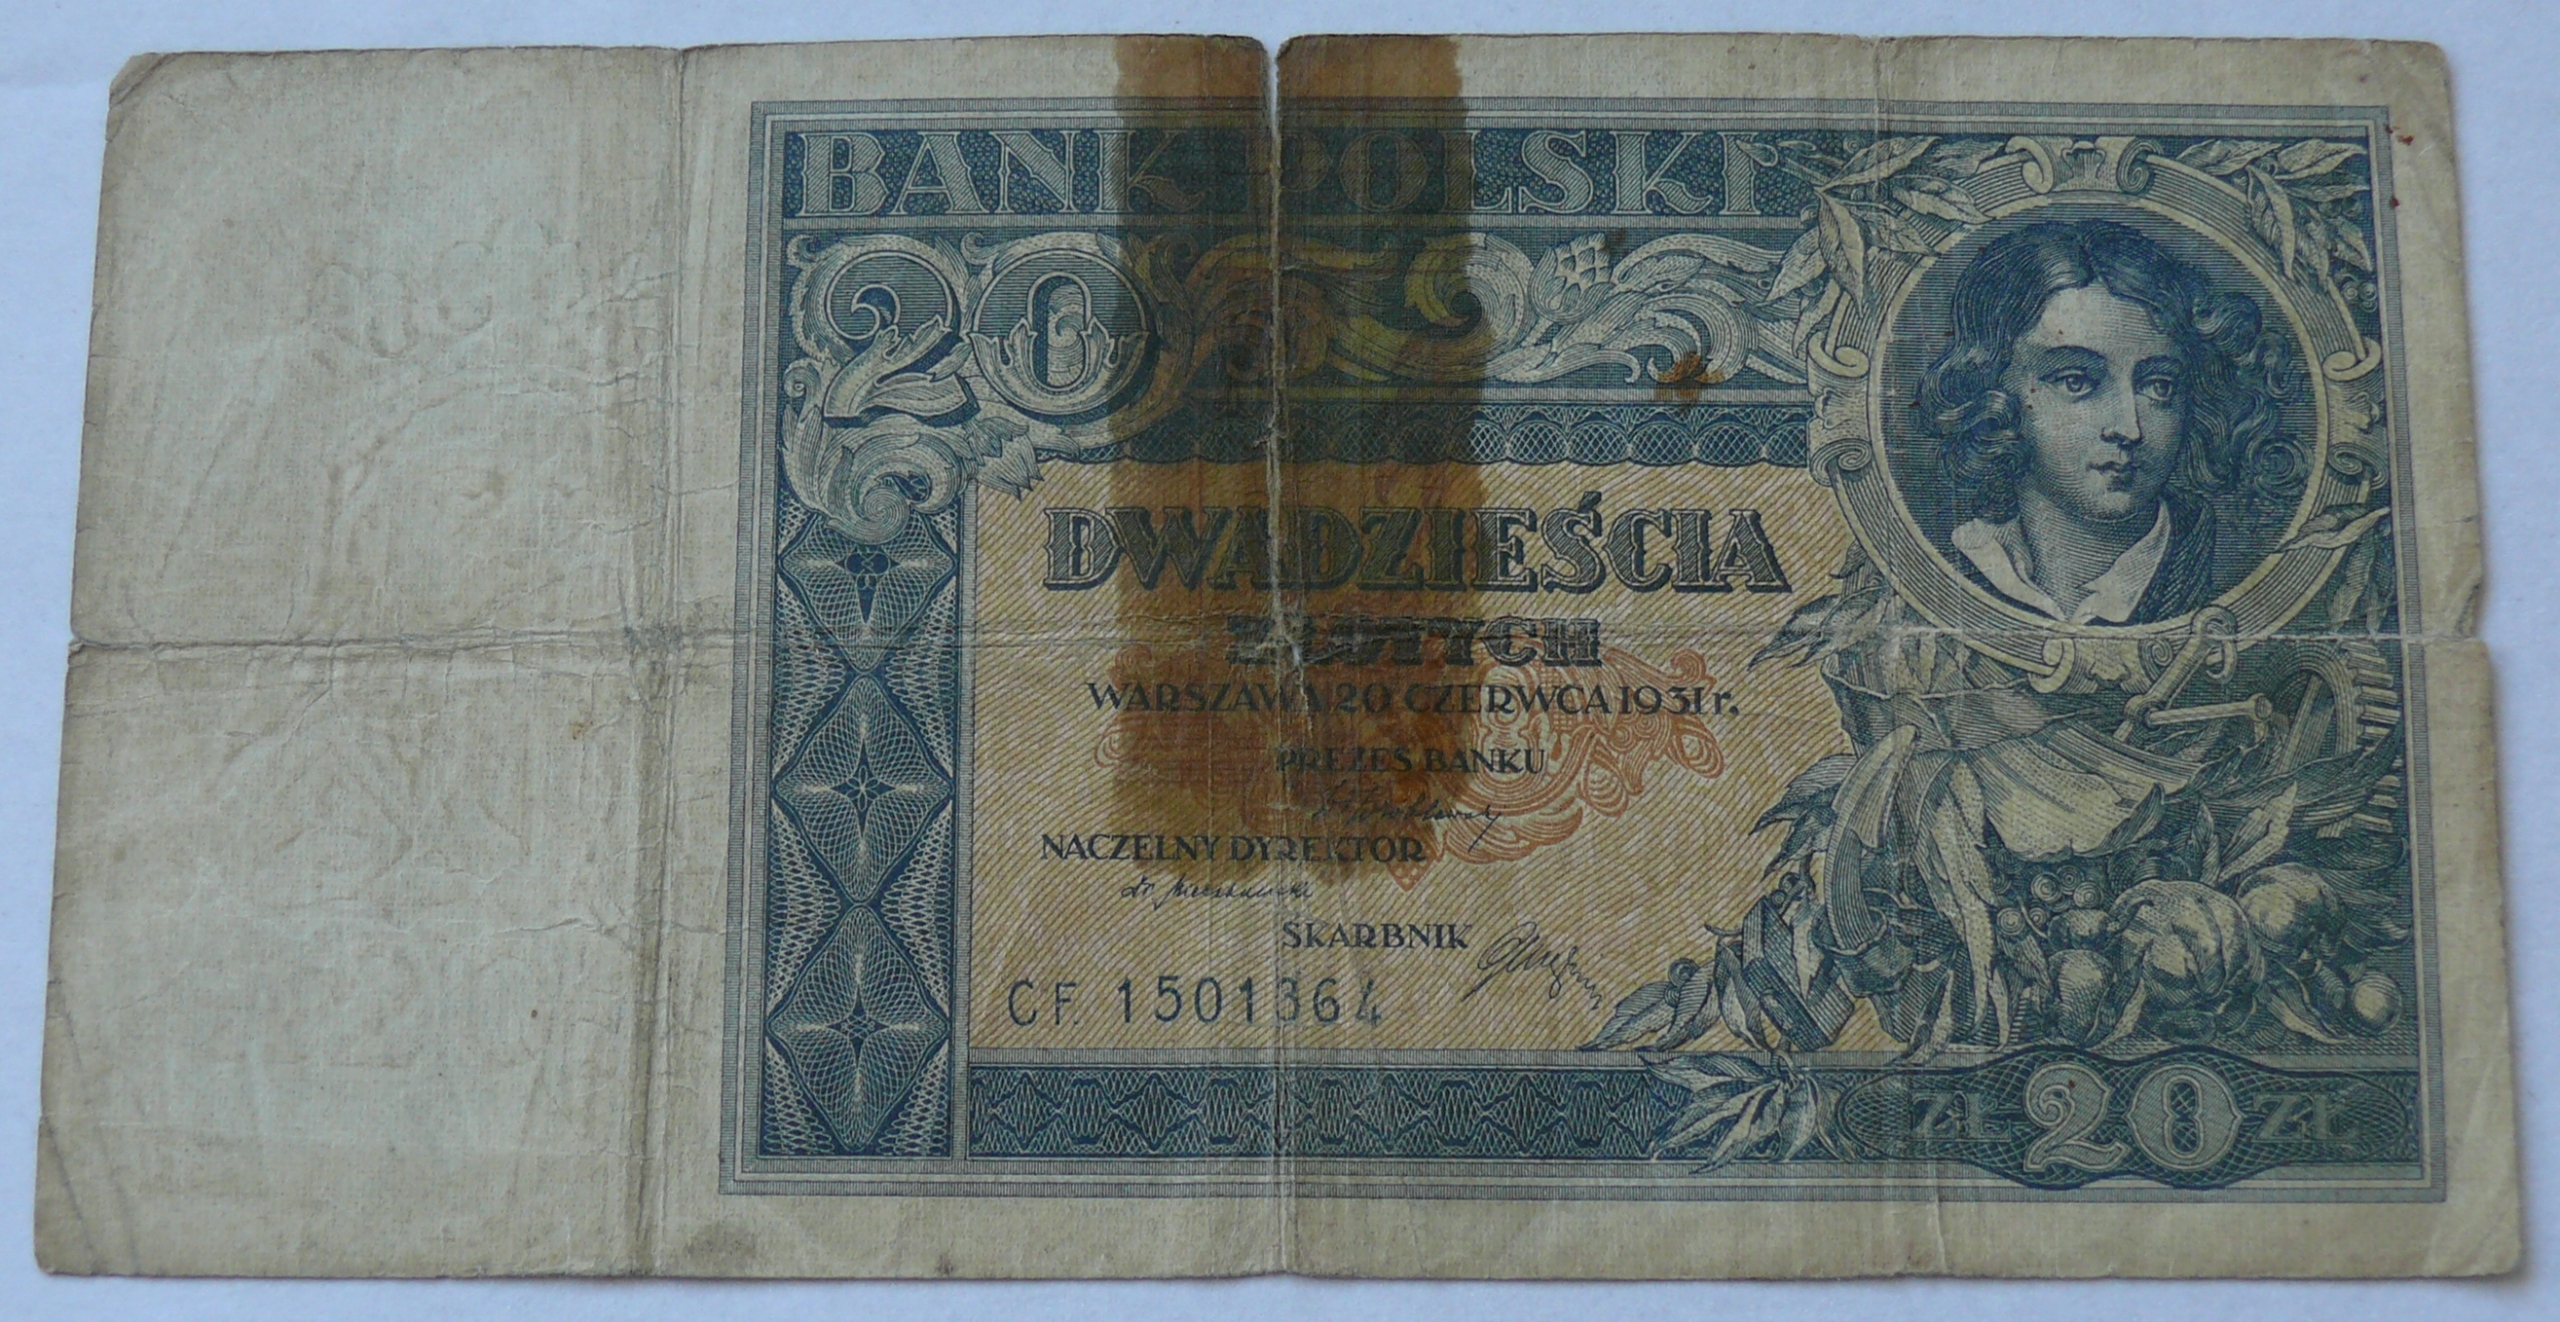 BANK POLSKI
20
DWADZIEŚCIA
ZŁOTYCH
WARSZAWA 20 CZERWCA 1931 r.
PREZES BANKU
NACZELNY DYREKTOR
SKARBNIK
CF. 1501364
ZŁ 20 ZŁ